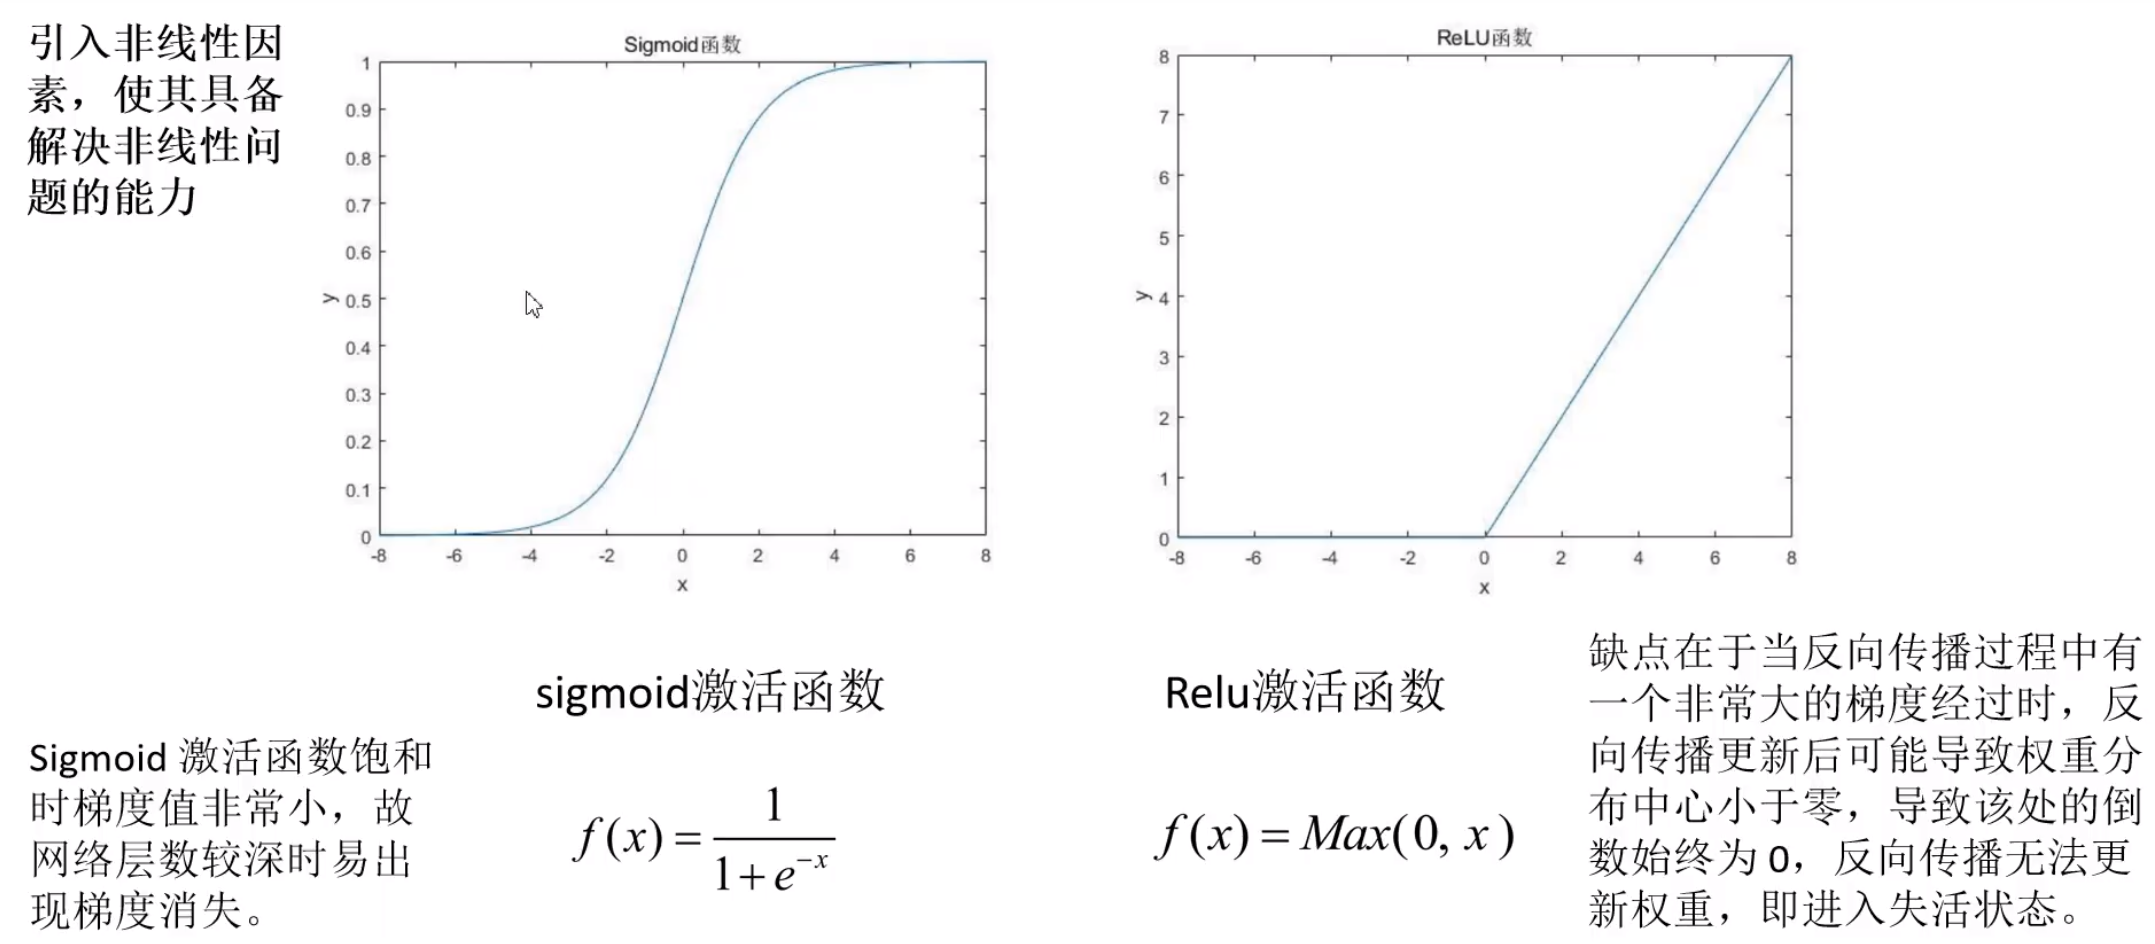 引入非线性因
素，使其具备
解决非线性问
题的能力
Sigmoid函数
1
0.9
0.8
0.7
0.6
0.5
0.4
0.3
0.2
0.1
0
y
-8 -6 -4 -2 0 2 4 6 8
x
ReLU函数
8
7
6
5
4
3
2
1
0
y
-8 -6 -4 -2 0 2 4 6 8
x
sigmoid激活函数
Relu激活函数
Sigmoid 激活函数饱和
时梯度值非常小，故
网络层数较深时易出
现梯度消失。
f(x) = 1 / (1 + e^{-x})
f(x) = Max(0, x)
缺点在于当反向传播过程中有
一个非常大的梯度经过时，反
向传播更新后可能导致权重分
布中心小于零，导致该处的倒
数始终为 0，反向传播无法更
新权重，即进入失活状态。